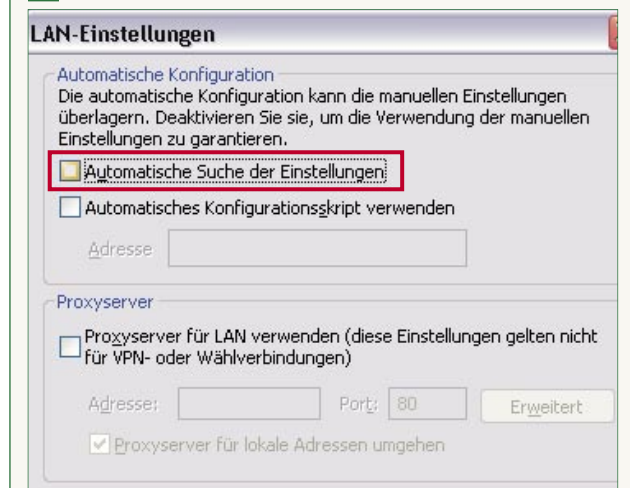 LAN-Einstellungen
Automatische Konfiguration
Die automatische Konfiguration kann die manuellen Einstellungen
überlagern. Deaktivieren Sie sie, um die Verwendung der manuellen
Einstellungen zu garantieren.
Automatische Suche der Einstellungen
Automatisches Konfigurationsskript verwenden
Adresse
Proxyserver
Proxyserver für LAN verwenden (diese Einstellungen gelten nicht
für VPN- oder Wählverbindungen)
Adresse: Port: 80 Erweitert
Proxyserver für lokale Adressen umgehen